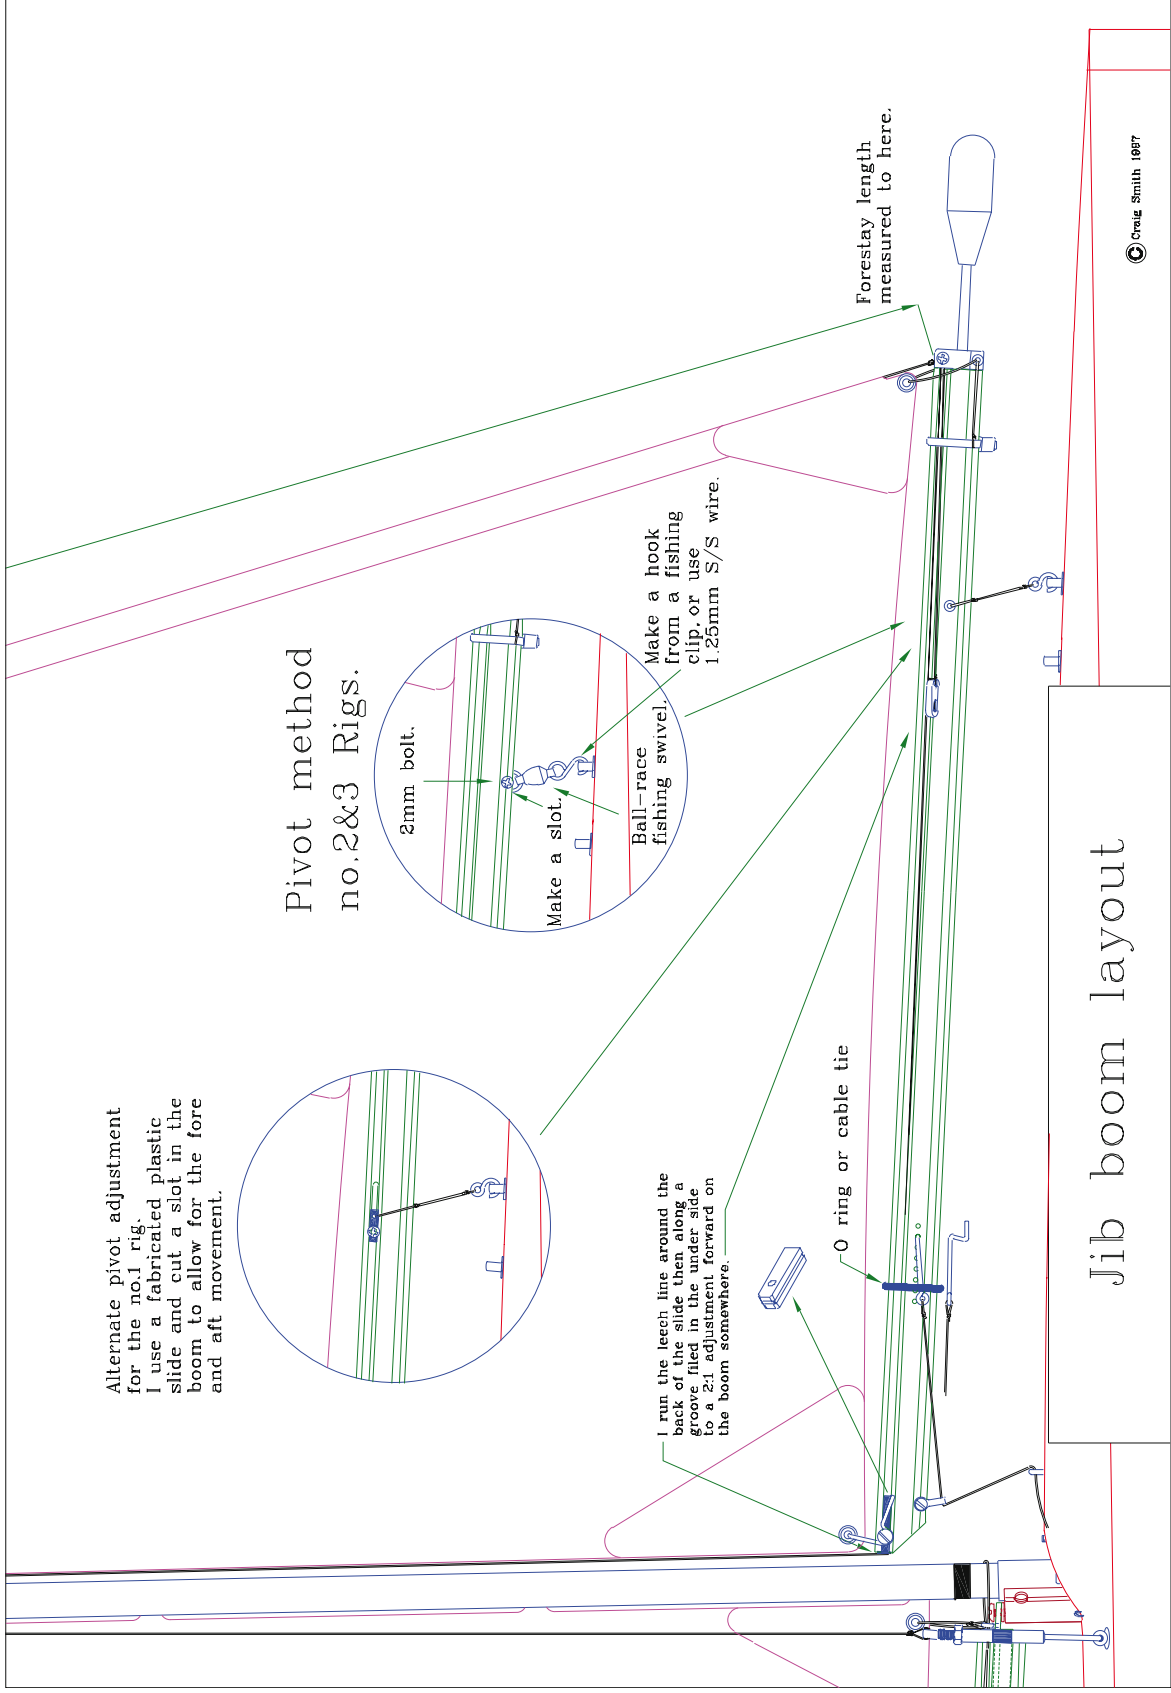 Alternate pivot adjustment
for the no.1 rig.
I use a fabricated plastic
slide and cut a slot in the
boom to allow for the fore
and aft movement.
Pivot method
no.2&3 Rigs.
2mm bolt.
Make a slot.
Ball-race
fishing swivel.
Make a hook
from a fishing
clip, or use
1.25mm S/S wire.
Forestay length
measured to here.
I run the leech line around the
back of the slide then along a
groove filed in the under side
to a 2:1 adjustment forward on
the boom somewhere.
O ring or cable tie
Jib boom layout
© Craig Smith 1997